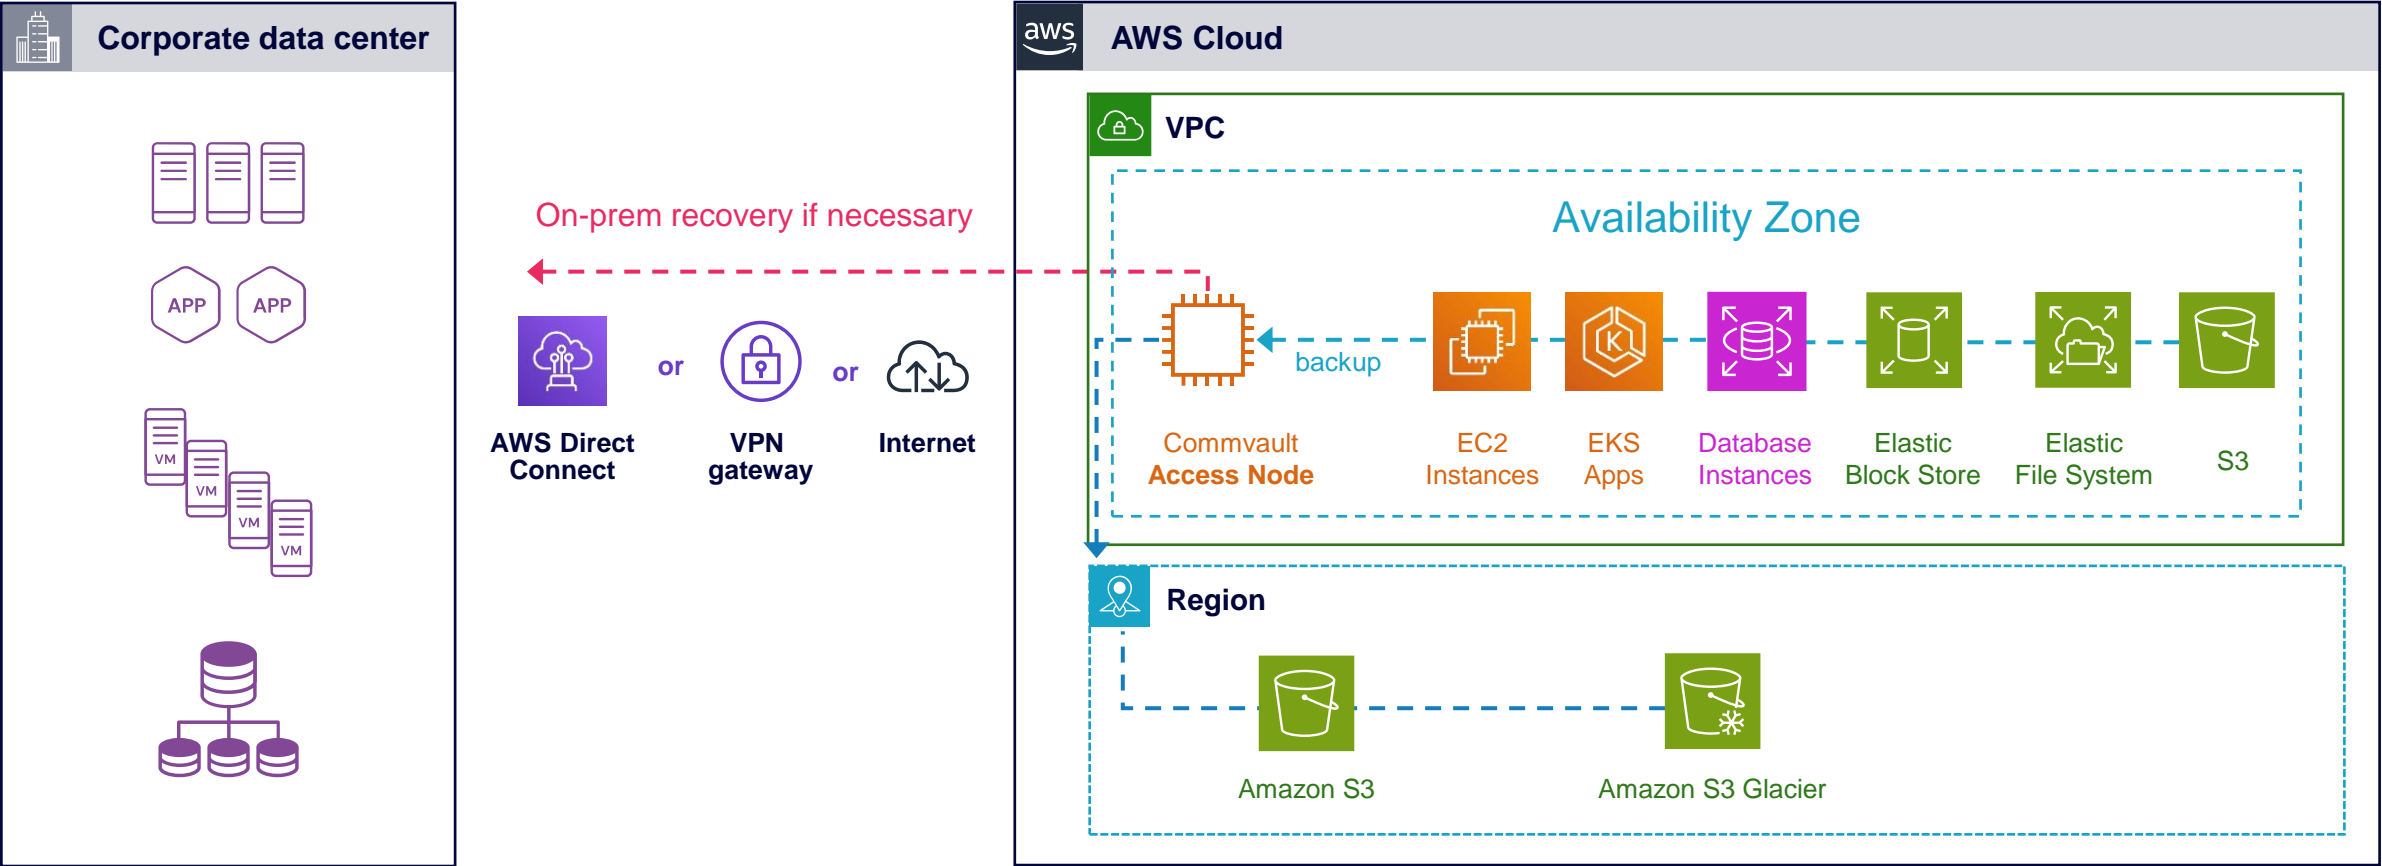 Corporate data center
aws
AWS Cloud
VPC
Availability Zone
On-prem recovery if necessary
APP
APP
or
or
AWS Direct
Connect
VPN
gateway
Internet
backup
K
Commvault
Access Node
EC2
Instances
EKS
Apps
Database
Instances
Elastic
Block Store
Elastic
File System
S3
VM
VM
VM
VM
Region
Amazon S3
Amazon S3 Glacier